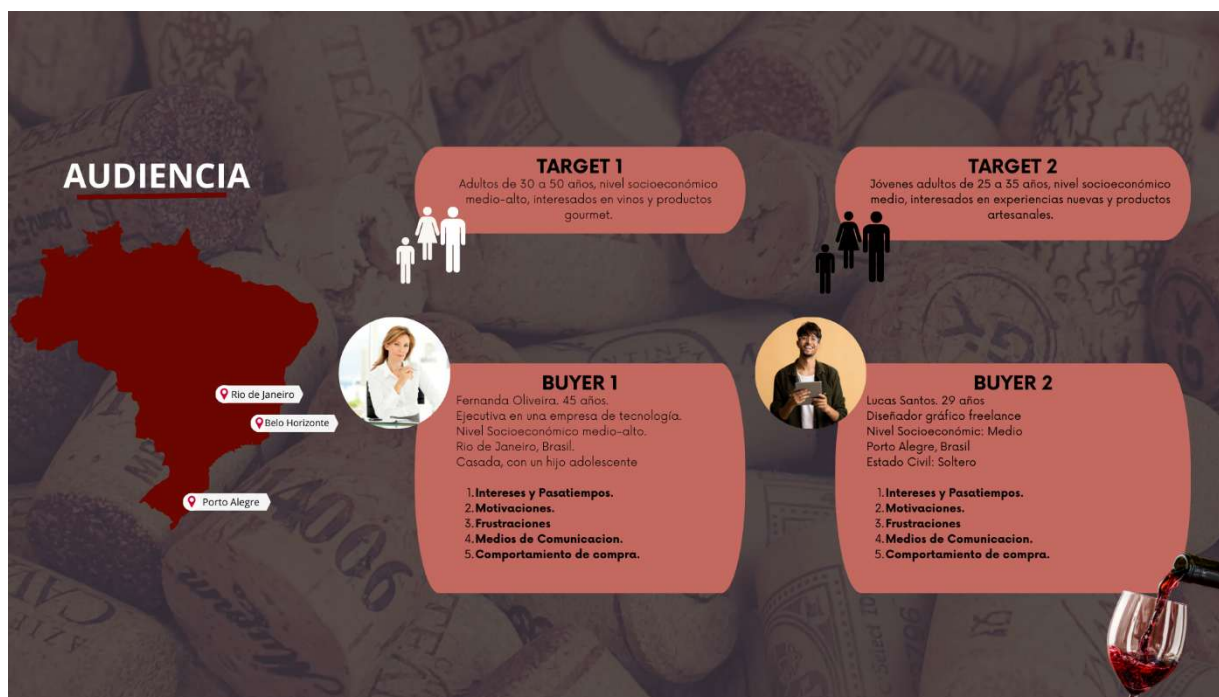 AUDIENCIA
Rio de Janeiro
Belo Horizonte
Porto Alegre
TARGET 1
Adultos de 30 a 50 años, nivel socioeconómico
medio-alto, interesados en vinos y productos
gourmet.
TARGET 2
Jóvenes adultos de 25 a 35 años, nivel socioeconómico
medio, interesados en experiencias nuevas y productos
artesanales.
BUYER 1
Fernanda Oliveira. 45 años.
Ejecutiva en una empresa de tecnología.
Nivel Socioeconómico medio-alto.
Rio de Janeiro, Brasil.
Casada, con un hijo adolescente
1. Intereses y Pasatiempos.
2. Motivaciones.
3. Frustraciones
4. Medios de Comunicacion.
5. Comportamiento de compra.
BUYER 2
Lucas Santos. 29 años
Diseñador gráfico freelance
Nivel Socioeconómic: Medio
Porto Alegre, Brasil
Estado Civil: Soltero
1. Intereses y Pasatiempos.
2. Motivaciones.
3. Frustraciones
4. Medios de Comunicacion.
5. Comportamiento de compra.